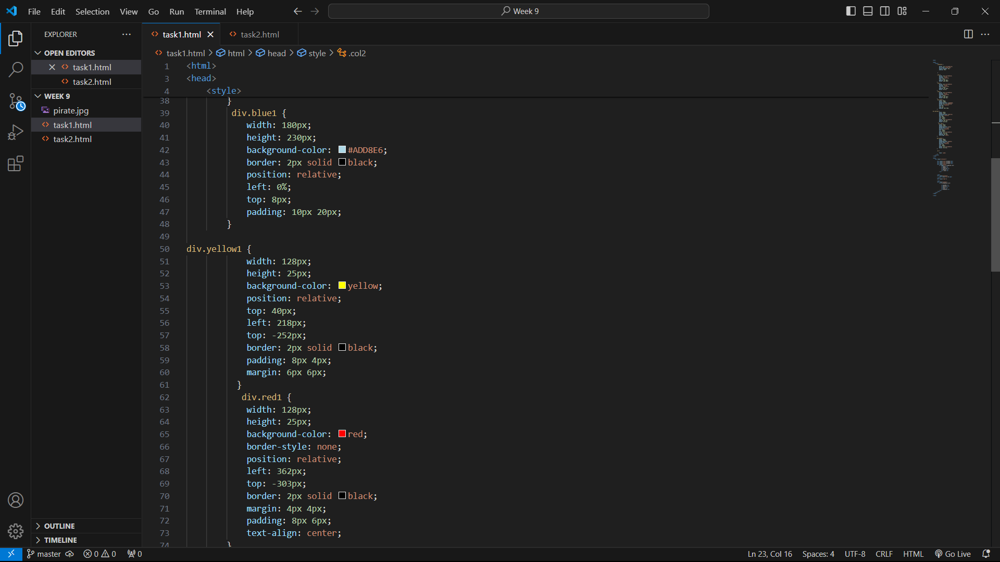 File Edit Selection View Go Run Terminal Help
Week 9
EXPLORER
OPEN EDITORS
task1.html
task2.html
WEEK 9
pirate.jpg
task1.html
task2.html
OUTLINE
TIMELINE
task1.html task2.html
task1.html > html > head > style > .col2
1 <html>
3 <head>
4 <style>
38 }
39 div.blue1 {
40 width: 180px;
41 height: 230px;
42 background-color: #ADD8E6;
43 border: 2px solid black;
44 position: relative;
45 left: 0%;
46 top: 8px;
47 padding: 10px 20px;
48 }
49
50 div.yellow1 {
51 width: 128px;
52 height: 25px;
53 background-color: yellow;
54 position: relative;
55 top: 40px;
56 left: 218px;
57 top: -252px;
58 border: 2px solid black;
59 padding: 8px 4px;
60 margin: 6px 6px;
61 }
62 div.red1 {
63 width: 128px;
64 height: 25px;
65 background-color: red;
66 border-style: none;
67 position: relative;
68 left: 362px;
69 top: -303px;
70 border: 2px solid black;
71 margin: 4px 4px;
72 padding: 8px 6px;
73 text-align: center;
74 }
master 0 0 0
Ln 23, Col 16 Spaces: 4 UTF-8 CRLF HTML Go Live